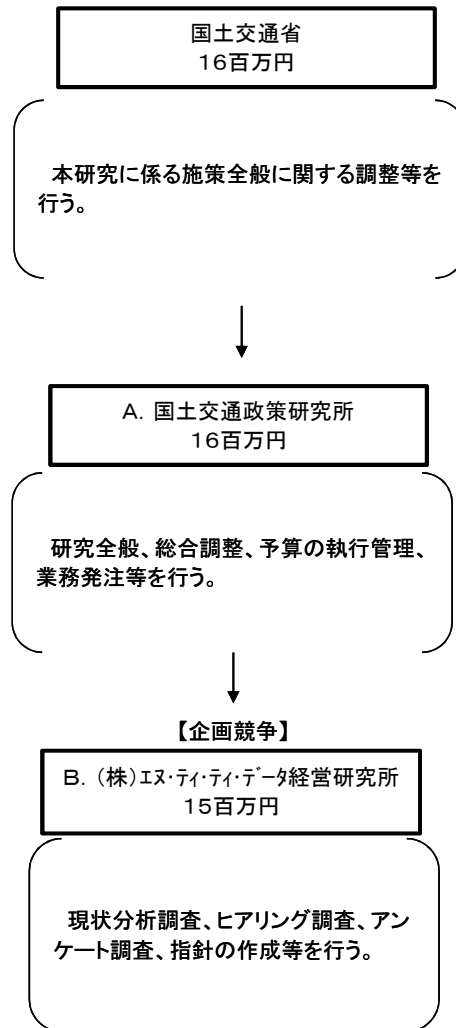 国土交通省
16百万円
本研究に係る施策全般に関する調整等を
行う。
A．国土交通政策研究所
16百万円
研究全般、総合調整、予算の執行管理、
業務発注等を行う。
【企画競争】
B．（株）ｴﾇ･ﾃｨ･ﾃｨ･ﾃﾞｰﾀ経営研究所
15百万円
現状分析調査、ヒアリング調査、アン
ケート調査、指針の作成等を行う。